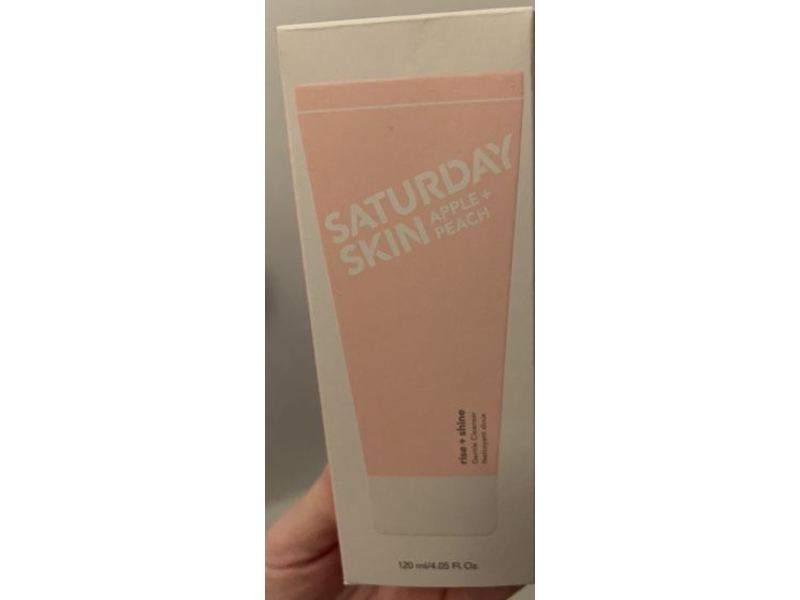 SATURDAY
SKIN APPLE +
PEACH
rise + shine
Gentle Cleanser
Nettoyant doux
120 ml/4.05 Fl. Oz.